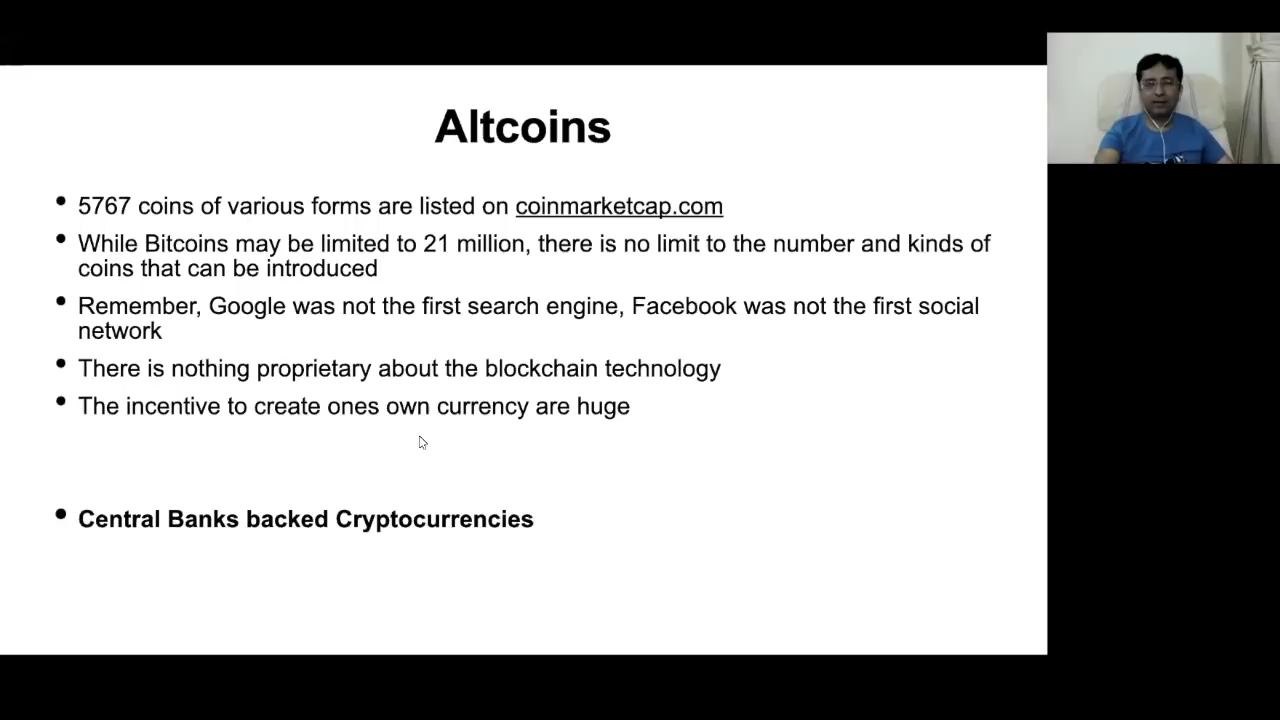 Altcoins
• 5767 coins of various forms are listed on coinmarketcap.com
• While Bitcoins may be limited to 21 million, there is no limit to the number and kinds of
coins that can be introduced
• Remember, Google was not the first search engine, Facebook was not the first social
network
• There is nothing proprietary about the blockchain technology
• The incentive to create ones own currency are huge
• Central Banks backed Cryptocurrencies